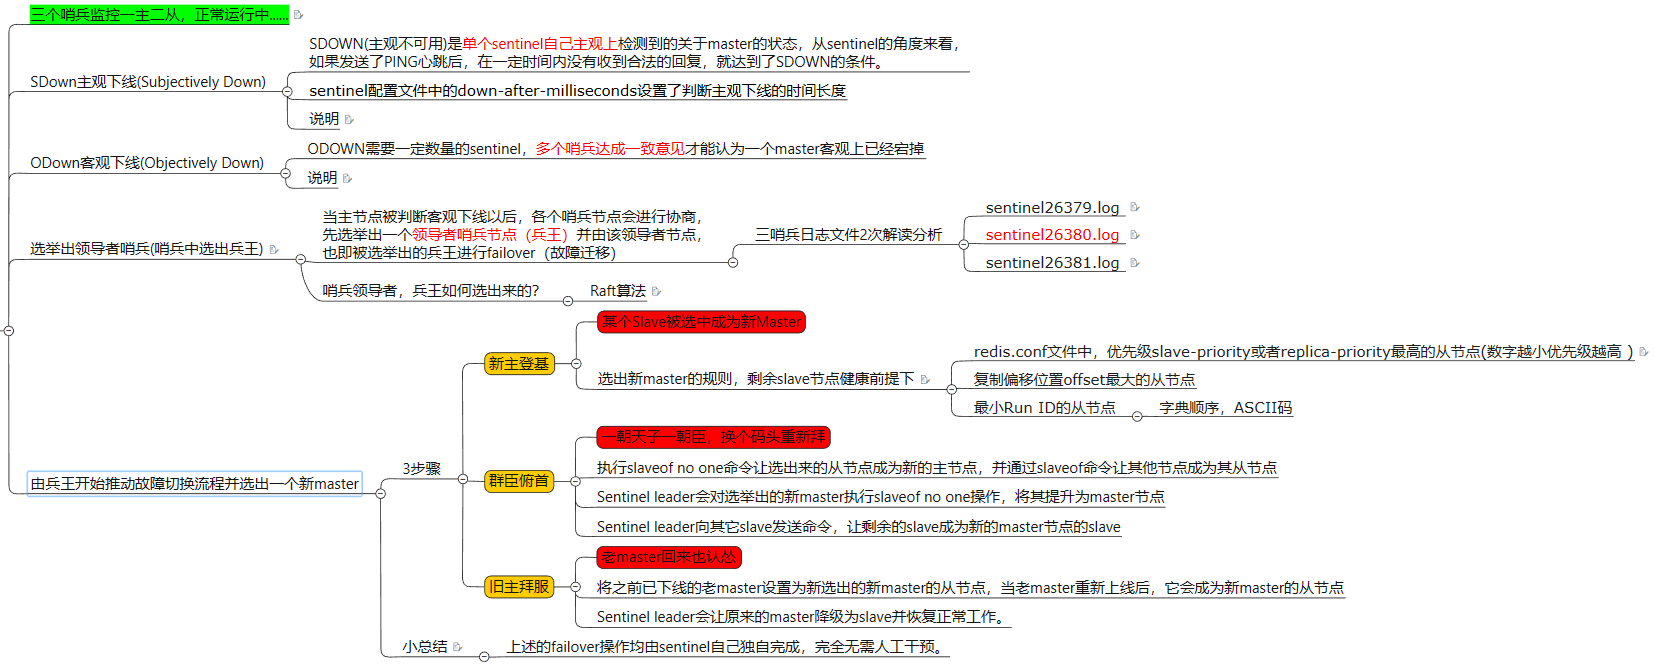 三个哨兵监控一主二从，正常运行中......
SDown主观下线(Subjectively Down)
SDOWN(主观不可用)是单个sentinel自己主观上检测到的关于master的状态，从sentinel的角度来看，
如果发送了PING心跳后，在一定时间内没有收到合法的回复，就达到了SDOWN的条件。
sentinel配置文件中的down-after-milliseconds设置了判断主观下线的时间长度
说明
ODown客观下线(Objectively Down)
ODOWN需要一定数量的sentinel，多个哨兵达成一致意见才能认为一个master客观上已经宕掉
说明
选举出领导者哨兵(哨兵中选出兵王)
当主节点被判断客观下线以后，各个哨兵节点会进行协商，
先选举出一个领导者哨兵节点（兵王）并由该领导者节点，
也即被选举出的兵王进行failover（故障迁移）
三哨兵日志文件2次解读分析
sentinel26379.log
sentinel26380.log
sentinel26381.log
哨兵领导者，兵王如何选出来的？
Raft算法
由兵王开始推动故障切换流程并选出一个新master
3步骤
新主登基
某个Slave被选中成为新Master
选出新master的规则，剩余slave节点健康前提下
redis.conf文件中，优先级slave-priority或者replica-priority最高的从节点(数字越小优先级越高 )
复制偏移位置offset最大的从节点
最小Run ID的从节点
字典顺序，ASCII码
群臣俯首
一朝天子一朝臣，换个码头重新拜
执行slaveof no one命令让选出来的从节点成为新的主节点，并通过slaveof命令让其他节点成为其从节点
Sentinel leader会对选举出的新master执行slaveof no one操作，将其提升为master节点
Sentinel leader向其它slave发送命令，让剩余的slave成为新的master节点的slave
旧主拜服
老master回来也认怂
将之前已下线的老master设置为新选出的新master的从节点，当老master重新上线后，它会成为新master的从节点
Sentinel leader会让原来的master降级为slave并恢复正常工作。
小总结
上述的failover操作均由sentinel自己独自完成，完全无需人工干预。